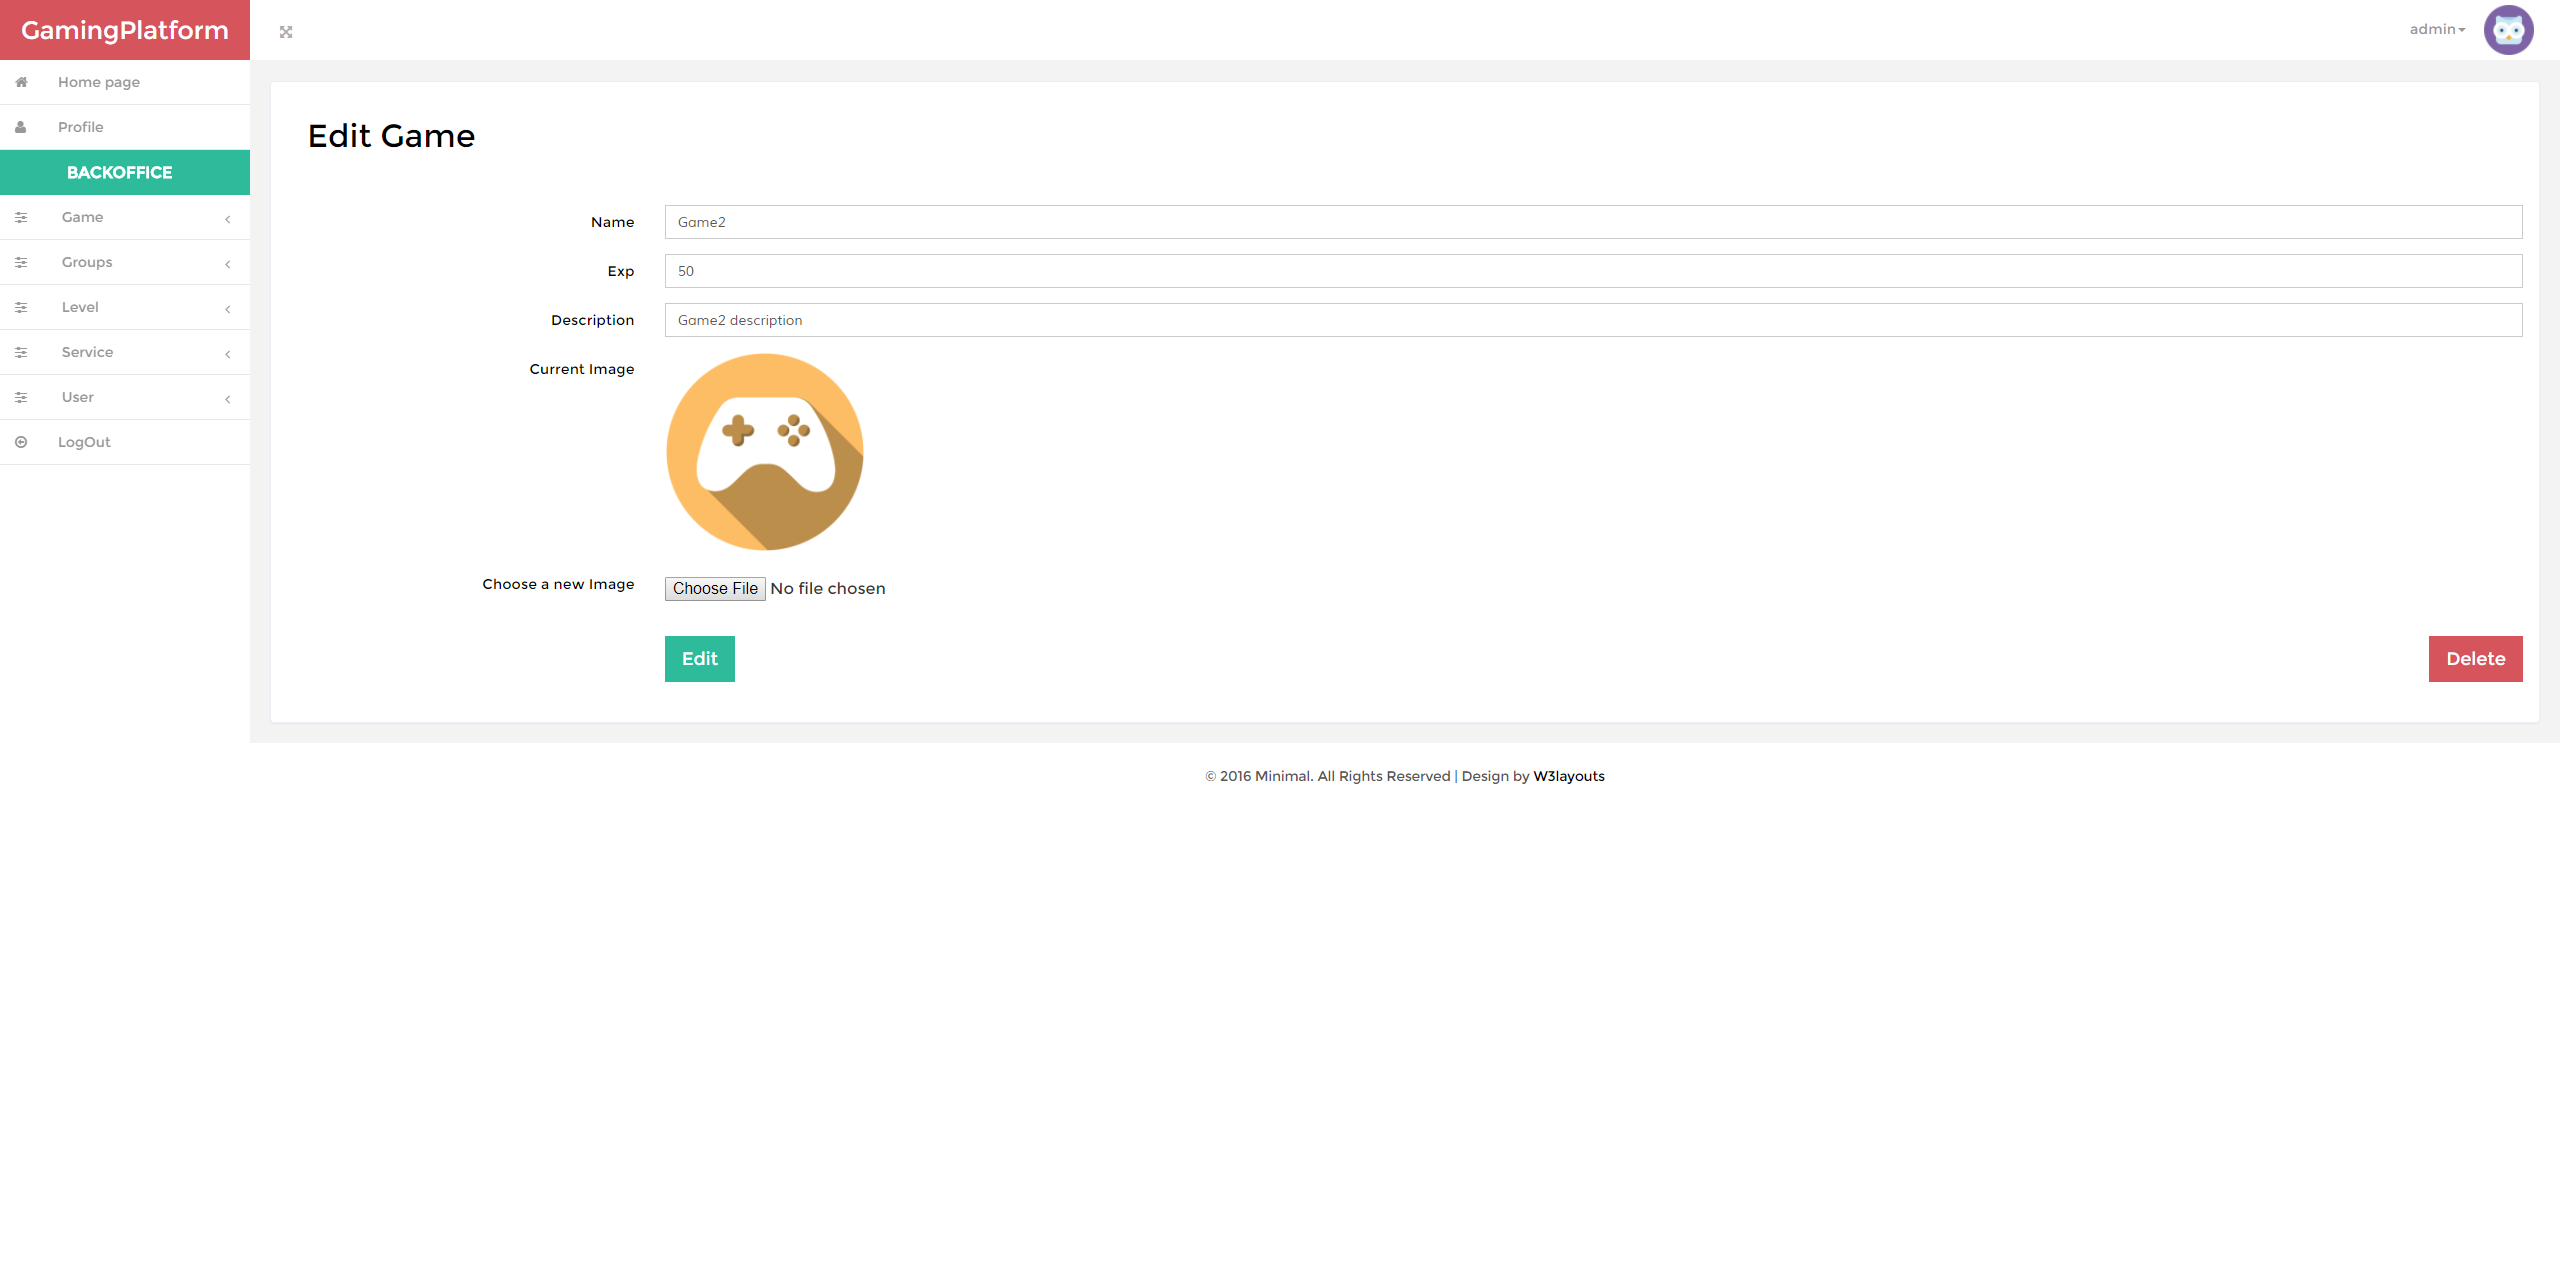 GamingPlatform
admin
Home page
Profile
BACKOFFICE
Game
Groups
Level
Service
User
LogOut
Edit Game
Name
Game2
Exp
50
Description
Game2 description
Current Image
Choose a new Image
Choose File No file chosen
Edit
Delete
© 2016 Minimal. All Rights Reserved | Design by W3layouts